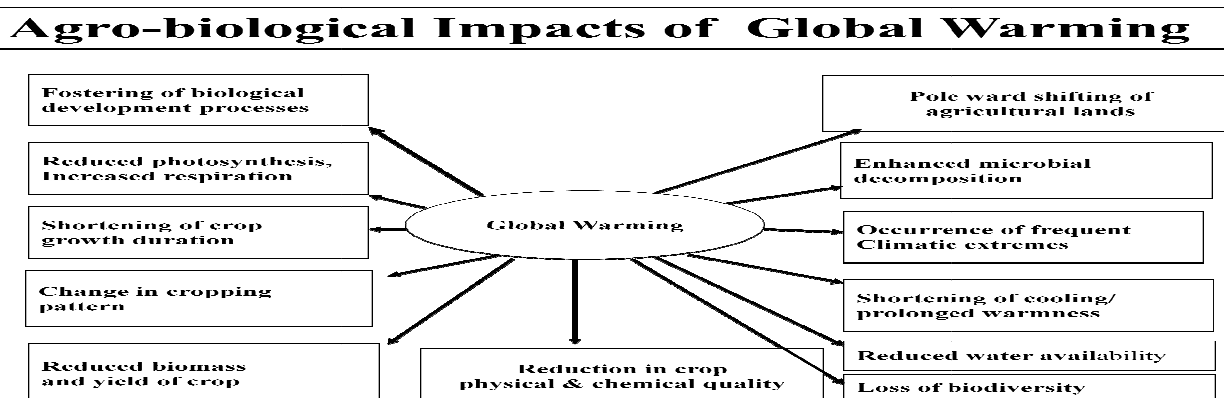 Agro-biological Impacts of Global Warming
Fostering of biological
development processes
Reduced photosynthesis,
Increased respiration
Shortening of crop
growth duration
Change in cropping
pattern
Reduced biomass
and yield of crop
Global Warming
Reduction in crop
physical & chemical quality
Pole ward shifting of
agricultural lands
Enhanced microbial
decomposition
Occurrence of frequent
Climatic extremes
Shortening of cooling/
prolonged warmness
Reduced water availability
Loss of biodiversity